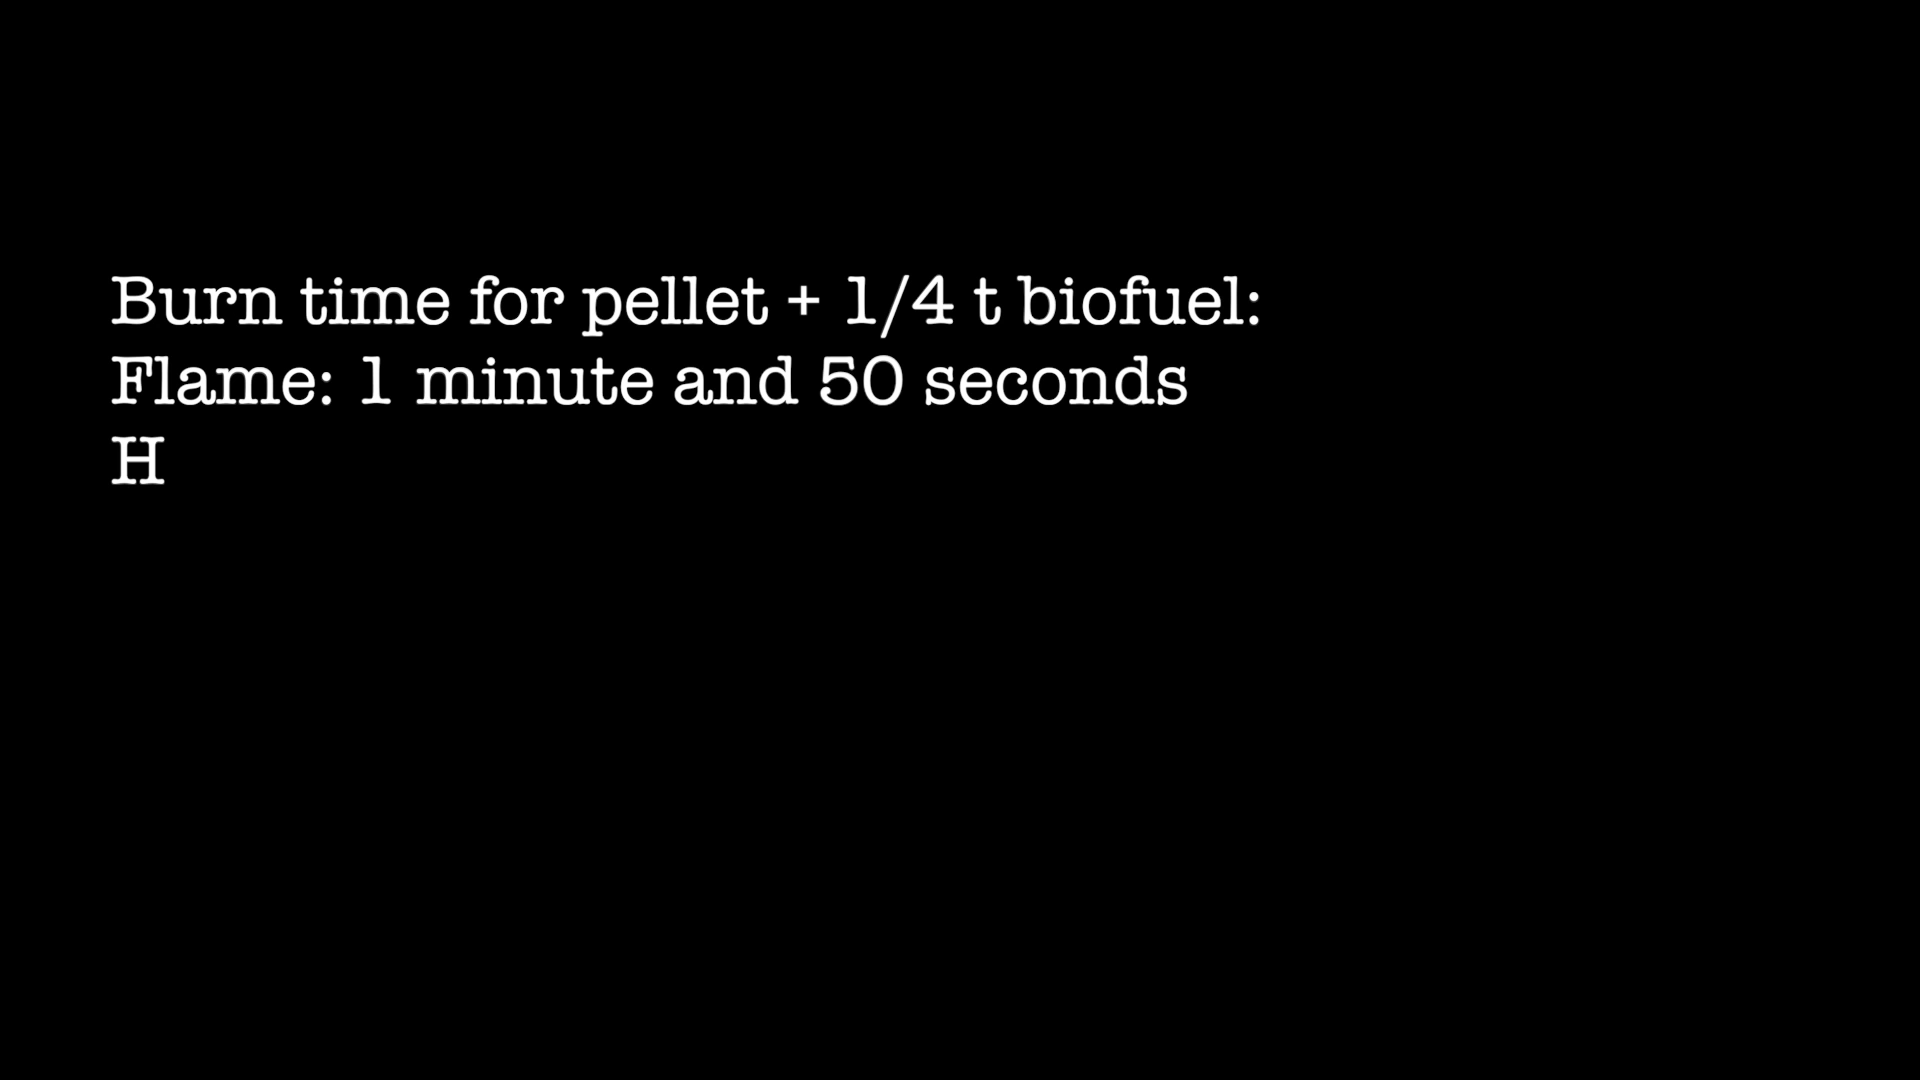 Burn time for pellet + 1/4 t biofuel:
Flame: 1 minute and 50 seconds
H